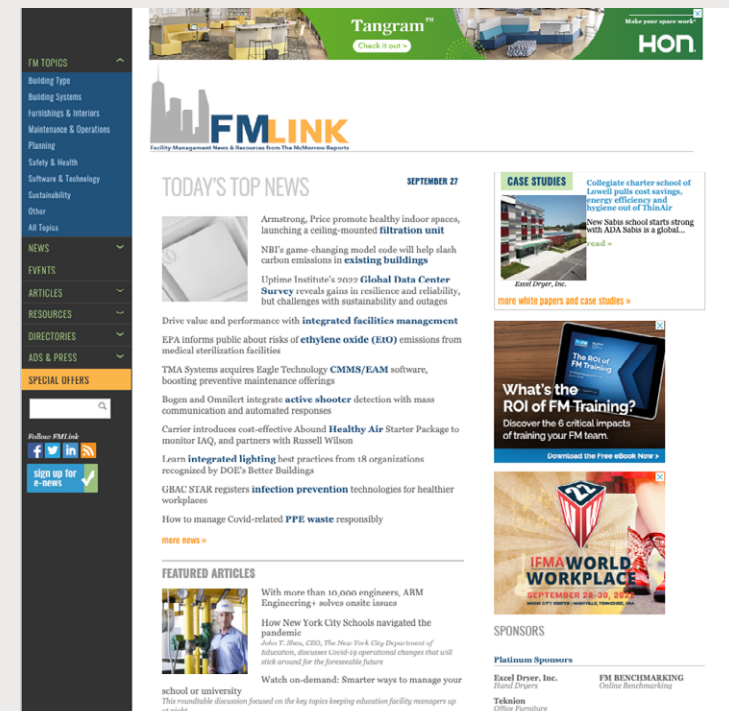 Tangram™
Check it out >
Make your space work®
HON.
FM TOPICS
Building Type
Building Systems
Furnishings & Interiors
Maintenance & Operations
Planning
Safety & Health
Software & Technology
Sustainability
Other
All Topics
NEWS
EVENTS
ARTICLES
RESOURCES
DIRECTORIES
ADS & PRESS
SPECIAL OFFERS
Follow FMLink
sign up for
e-news
FMLINK
Facility Management News & Resources from The McMorrow Reports
TODAY'S TOP NEWS
SEPTEMBER 27
Armstrong, Price promote healthy indoor spaces,
launching a ceiling-mounted filtration unit
NBI's game-changing model code will help slash
carbon emissions in existing buildings
Uptime Institute's 2022 Global Data Center
Survey reveals gains in resilience and reliability,
but challenges with sustainability and outages
Drive value and performance with integrated facilities management
EPA informs public about risks of ethylene oxide (EtO) emissions from
medical sterilization facilities
TMA Systems acquires Eagle Technology CMMS/EAM software,
boosting preventive maintenance offerings
Bogen and Omnilert integrate active shooter detection with mass
communication and automated responses
Carrier introduces cost-effective Abound Healthy Air Starter Package to
monitor IAQ, and partners with Russell Wilson
Learn integrated lighting best practices from 18 organizations
recognized by DOE's Better Buildings
GBAC STAR registers infection prevention technologies for healthier
workplaces
How to manage Covid-related PPE waste responsibly
more news »
FEATURED ARTICLES
With more than 10,000 engineers, ABM
Engineering+ solves onsite issues
How New York City Schools navigated the
pandemic
John T. Shea, CEO, The New York City Department of
Education, discusses Covid-19 operational changes that will
stick around for the foreseeable future
Watch on-demand: Smarter ways to manage your
school or university
This roundtable discussion focused on the key topics keeping education facility managers up
at night
CASE STUDIES
Collegiate charter school of
Lowell pulls cost savings,
energy efficiency and
hygiene out of ThinAir
New Sabis school starts strong
with ADA Sabis is a global...
read »
Excel Dryer, Inc.
more white papers and case studies »
The ROI of
FM Training
What's the
ROI of FM Training?
Discover the 6 critical impacts
of training your FM team.
Download the Free eBook Now >
22
IFMA WORLD
WORKPLACE
SEPTEMBER 28-30, 2022
MUSIC CITY CENTER | NASHVILLE, TENNESSEE, USA
SPONSORS
Platinum Sponsors
Excel Dryer, Inc.
Hand Dryers
FM BENCHMARKING
Online Benchmarking
Teknion
Office Furniture